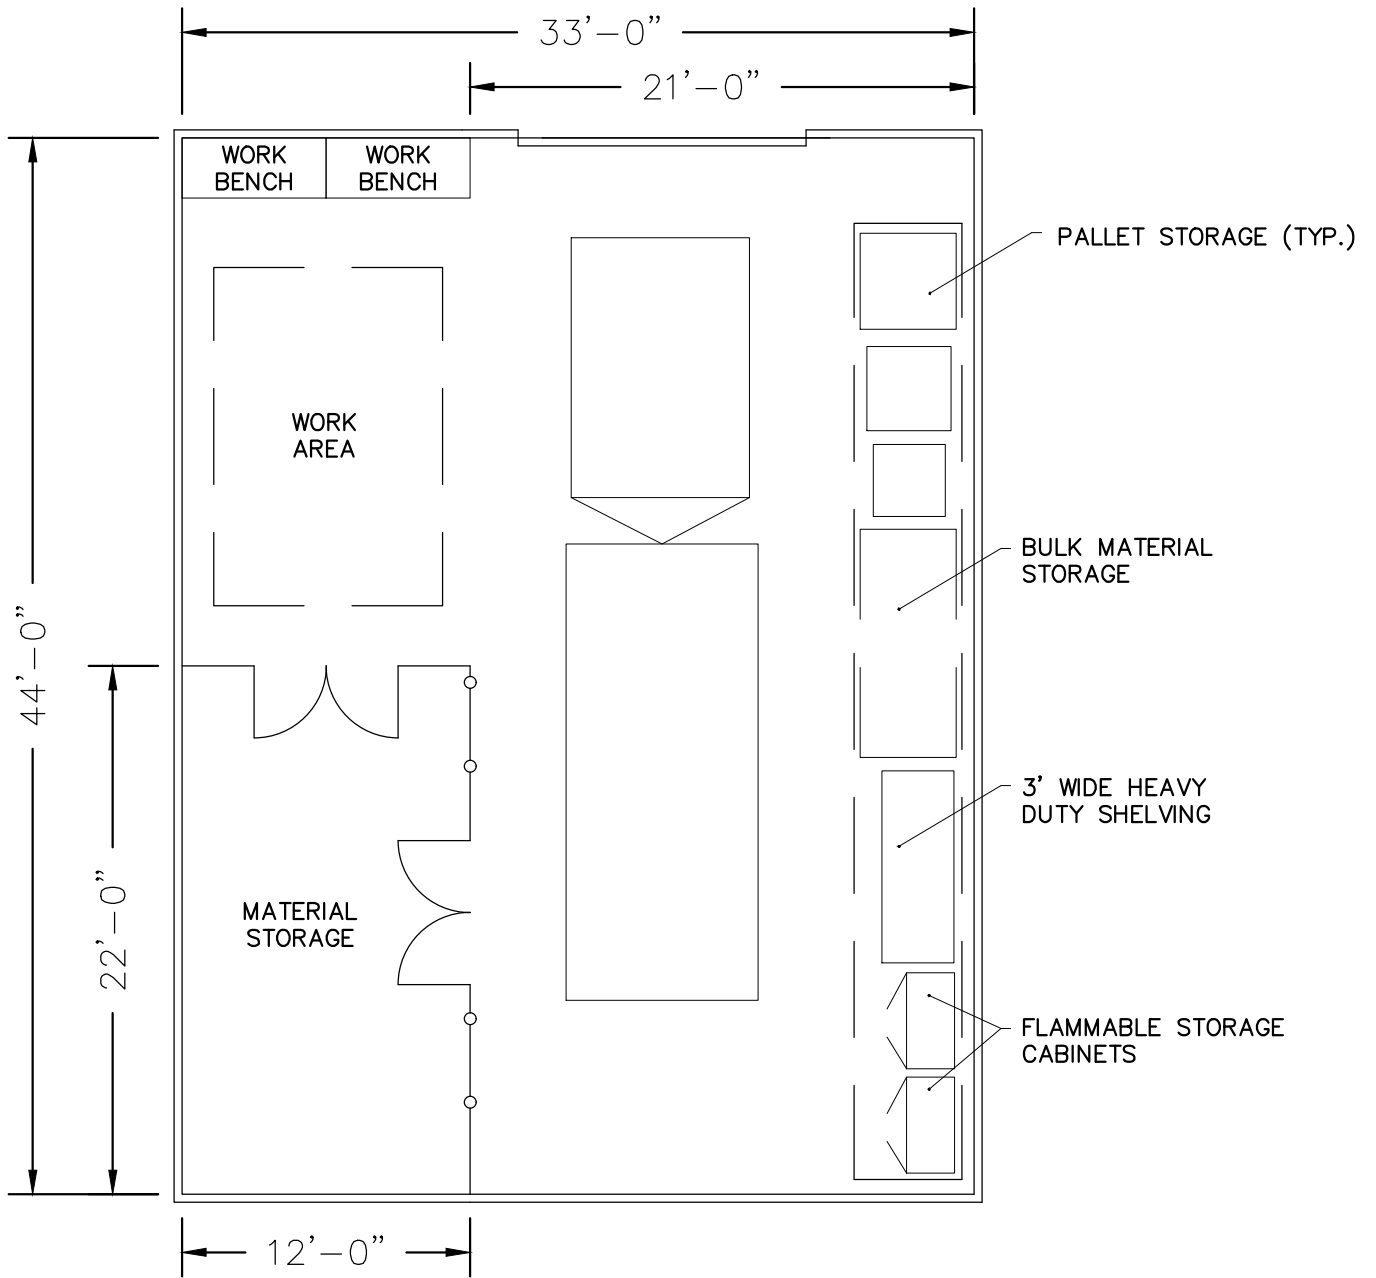 33'-0"
21'-0"
WORK
BENCH
WORK
BENCH
PALLET STORAGE (TYP.)
WORK
AREA
BULK MATERIAL
STORAGE
44'-0"
3' WIDE HEAVY
DUTY SHELVING
22'-0"
MATERIAL
STORAGE
FLAMMABLE STORAGE
CABINETS
12'-0"